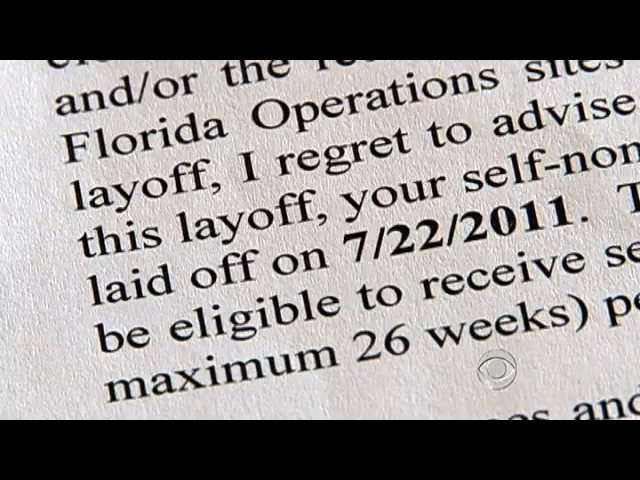 and/or the
Florida Operations sites
layoff, I regret to advise
this layoff, your self-non
laid off on 7/22/2011. T
be eligible to receive se
maximum 26 weeks) pe
and